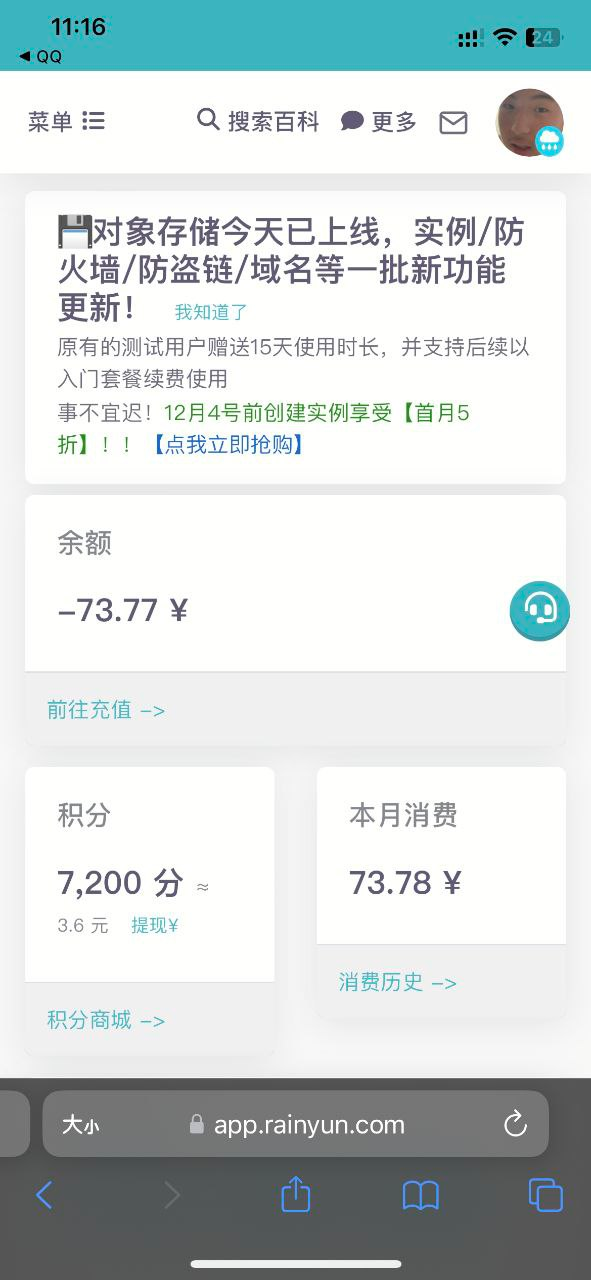 11:16
24
◀ QQ
菜单
搜索百科
更多
💾对象存储今天已上线，实例/防
火墙/防盗链/域名等一批新功能
更新！ 我知道了
原有的测试用户赠送15天使用时长，并支持后续以
入门套餐续费使用
事不宜迟！12月4号前创建实例享受【首月5
折】！！【点我立即抢购】
余额
-73.77 ¥
前往充值 ->
积分
7,200 分 ≈
3.6 元 提现¥
积分商城 ->
本月消费
73.78 ¥
消费历史 ->
大小
app.rainyun.com